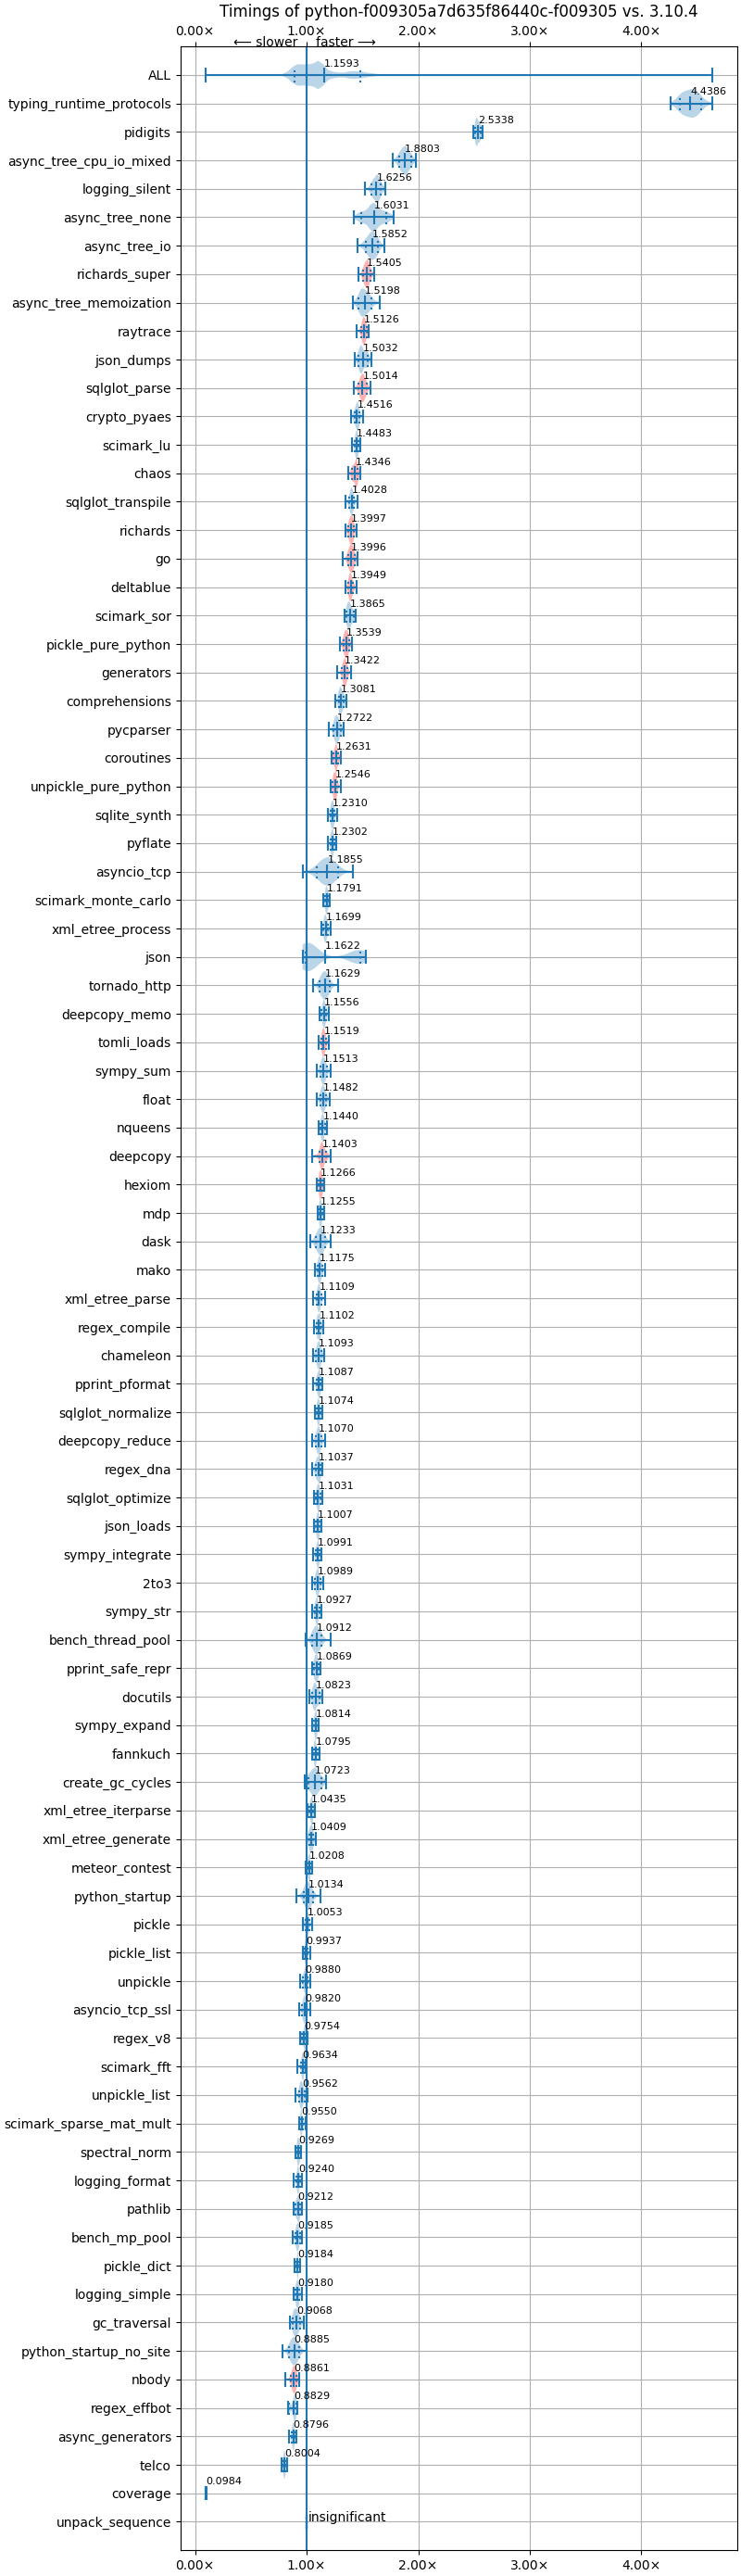 Timings of python-f009305a7d635f86440c-f009305 vs. 3.10.4
0.00× 1.00× 2.00× 3.00× 4.00×
⟵ slower faster ⟶
ALL 1.1593
typing_runtime_protocols 4.4386
pidigits 2.5338
async_tree_cpu_io_mixed 1.8803
logging_silent 1.6256
async_tree_none 1.6031
async_tree_io 1.5852
richards_super 1.5405
async_tree_memoization 1.5198
raytrace 1.5126
json_dumps 1.5032
sqlglot_parse 1.5014
crypto_pyaes 1.4516
scimark_lu 1.4483
chaos 1.4346
sqlglot_transpile 1.4028
richards 1.3997
go 1.3996
deltablue 1.3949
scimark_sor 1.3865
pickle_pure_python 1.3539
generators 1.3422
comprehensions 1.3081
pycparser 1.2722
coroutines 1.2631
unpickle_pure_python 1.2546
sqlite_synth 1.2310
pyflate 1.2302
asyncio_tcp 1.1855
scimark_monte_carlo 1.1791
xml_etree_process 1.1699
json 1.1622
tornado_http 1.1629
deepcopy_memo 1.1556
tomli_loads 1.1519
sympy_sum 1.1513
float 1.1482
nqueens 1.1440
deepcopy 1.1403
hexiom 1.1266
mdp 1.1255
dask 1.1233
mako 1.1175
xml_etree_parse 1.1109
regex_compile 1.1102
chameleon 1.1093
pprint_pformat 1.1087
sqlglot_normalize 1.1074
deepcopy_reduce 1.1070
regex_dna 1.1037
sqlglot_optimize 1.1031
json_loads 1.1007
sympy_integrate 1.0991
2to3 1.0989
sympy_str 1.0927
bench_thread_pool 1.0912
pprint_safe_repr 1.0869
docutils 1.0823
sympy_expand 1.0814
fannkuch 1.0795
create_gc_cycles 1.0723
xml_etree_iterparse 1.0435
xml_etree_generate 1.0409
meteor_contest 1.0208
python_startup 1.0134
pickle 1.0053
pickle_list 0.9937
unpickle 0.9880
asyncio_tcp_ssl 0.9820
regex_v8 0.9754
scimark_fft 0.9634
unpickle_list 0.9562
scimark_sparse_mat_mult 0.9550
spectral_norm 0.9269
logging_format 0.9240
pathlib 0.9212
bench_mp_pool 0.9185
pickle_dict 0.9184
logging_simple 0.9180
gc_traversal 0.9068
python_startup_no_site 0.8885
nbody 0.8861
regex_effbot 0.8829
async_generators 0.8796
telco 0.8004
coverage 0.0984
unpack_sequence insignificant
0.00× 1.00× 2.00× 3.00× 4.00×